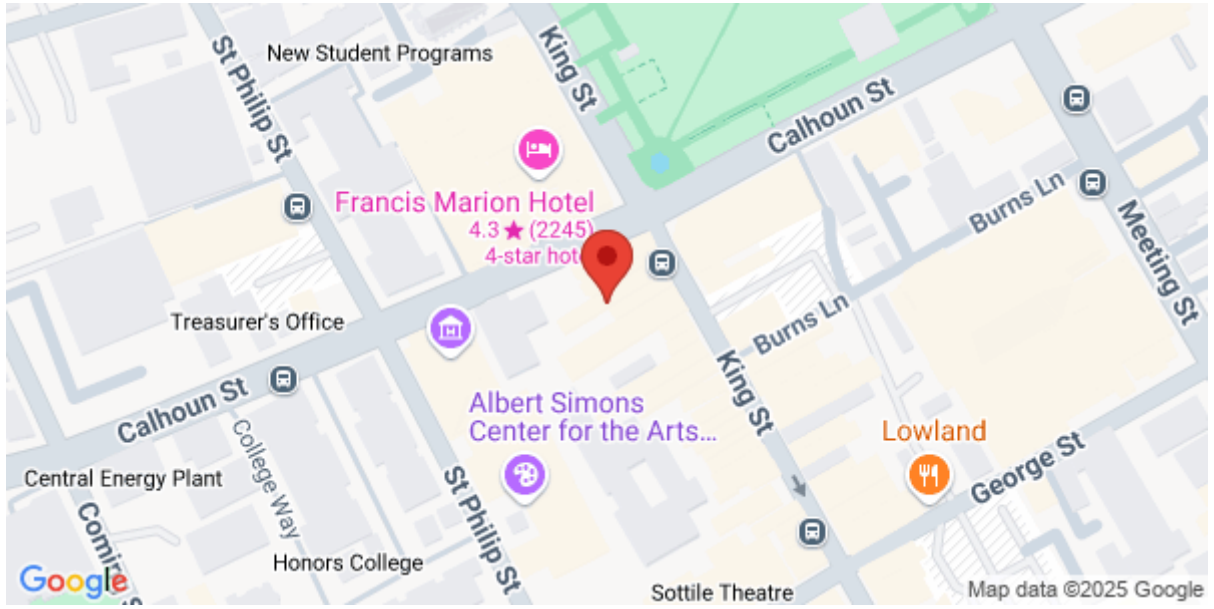 New Student Programs
St Philip St
King St
Calhoun St
Francis Marion Hotel
4.3 ★ (2245)
4-star
Burns Ln
Meeting St
Treasurer's Office
Burns Ln
Calhoun St
College Way
Albert Simons
Center for the Arts...
King St
Lowland
George St
Central Energy Plant
St Philip St
Honors College
Sottile Theatre
Google
Map data ©2025 Google